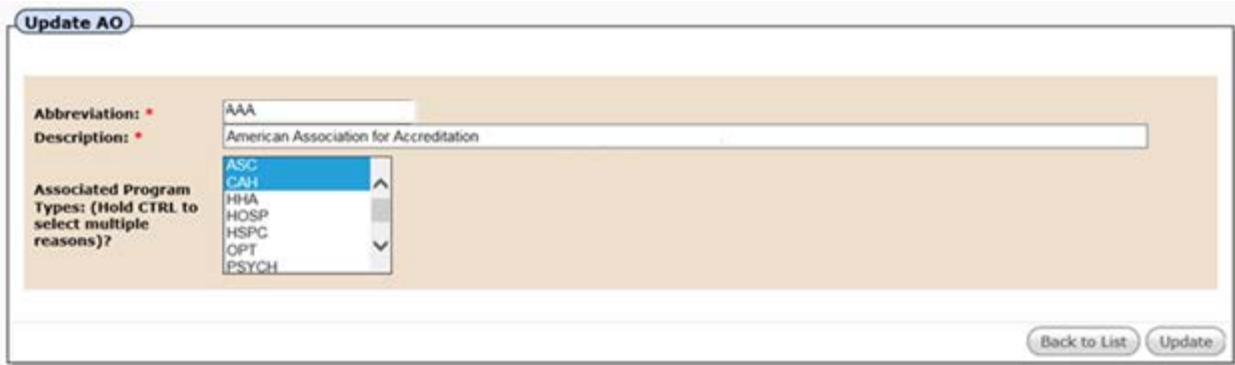 Update AO
Abbreviation: *
AAA
Description: *
American Association for Accreditation
Associated Program
Types: (Hold CTRL to
select multiple
reasons)?
ASC
CAH
HHA
HOSP
HSPC
OPT
PSYCH
Back to List
Update